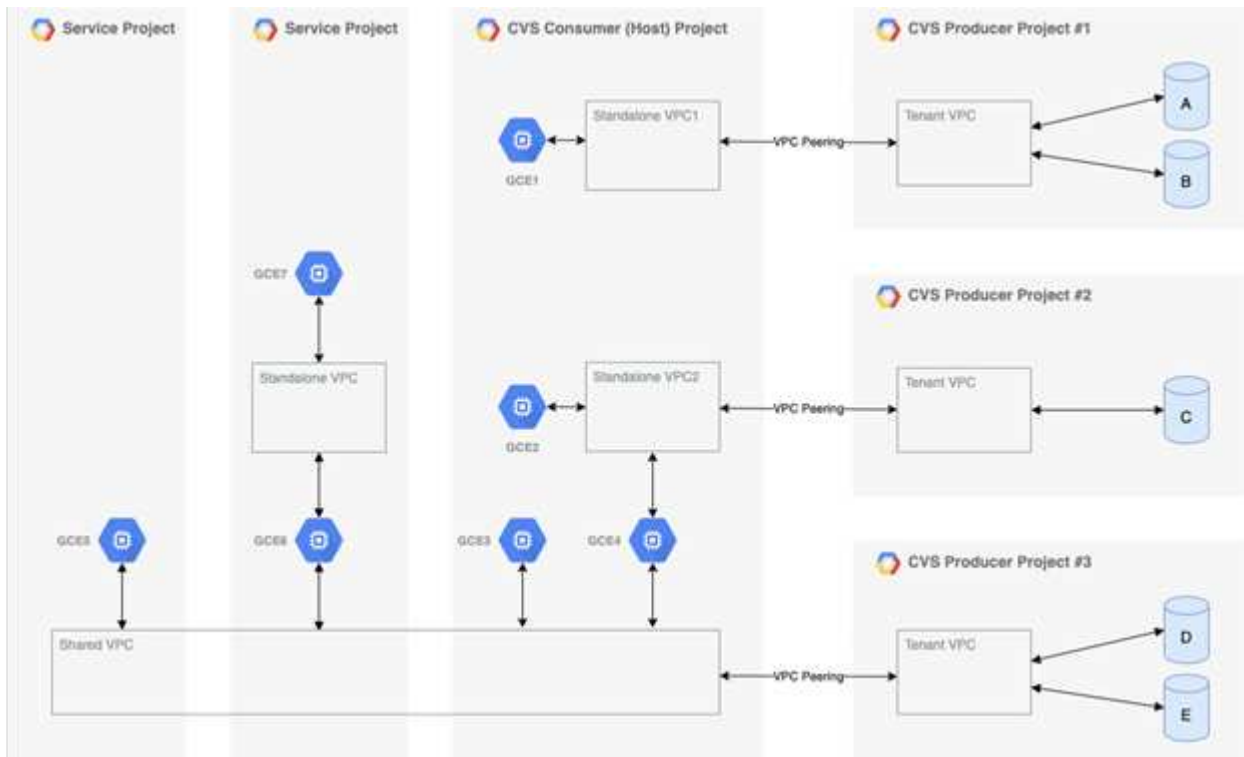 Service Project
Service Project
CVS Consumer (Host) Project
CVS Producer Project #1
Standalone VPC1
GCE1
VPC Peering
Tenant VPC
A
B
GCE7
CVS Producer Project #2
Standalone VPC
Standalone VPC2
GCE2
VPC Peering
Tenant VPC
C
GCE5
GCE6
GCE3
GCE4
CVS Producer Project #3
Shared VPC
VPC Peering
Tenant VPC
D
E